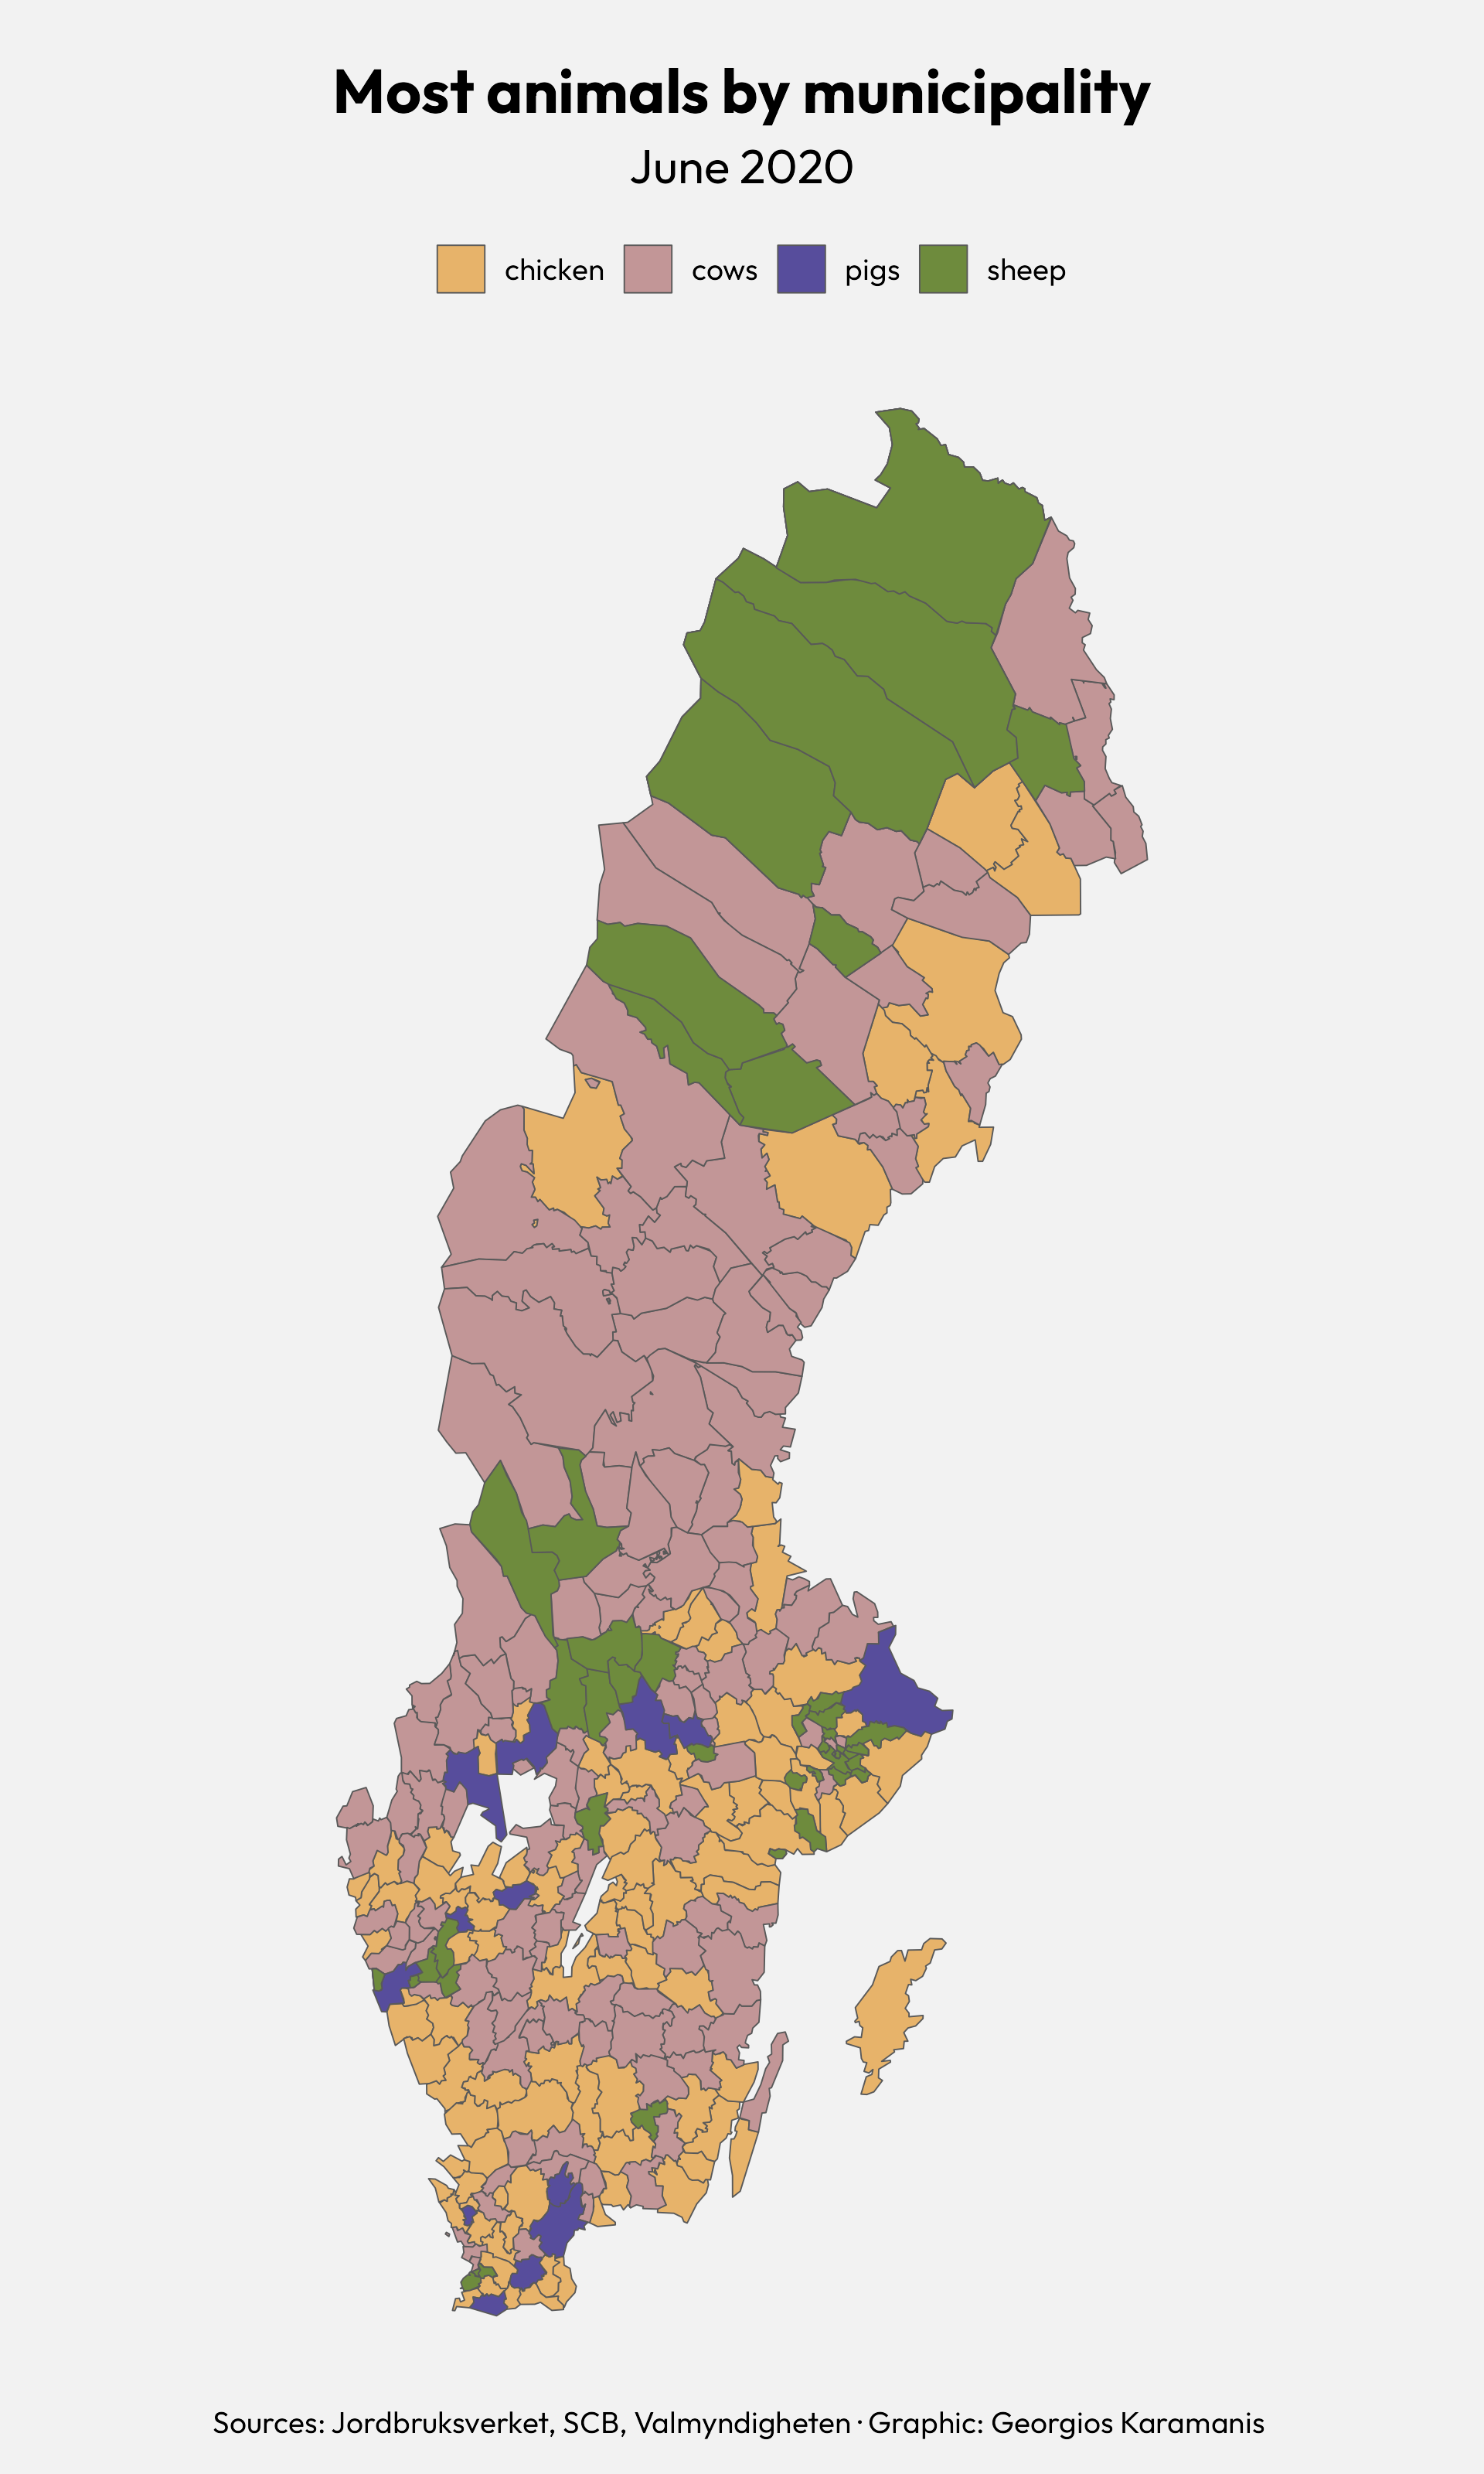 Most animals by municipality
June 2020
chicken cows pigs sheep
Sources: Jordbruksverket, SCB, Valmyndigheten · Graphic: Georgios Karamanis